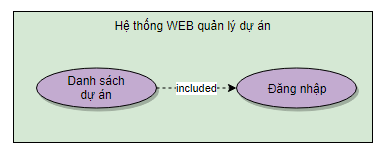 Hệ thống WEB quản lý dự án
Danh sách
dự án
included
Đăng nhập